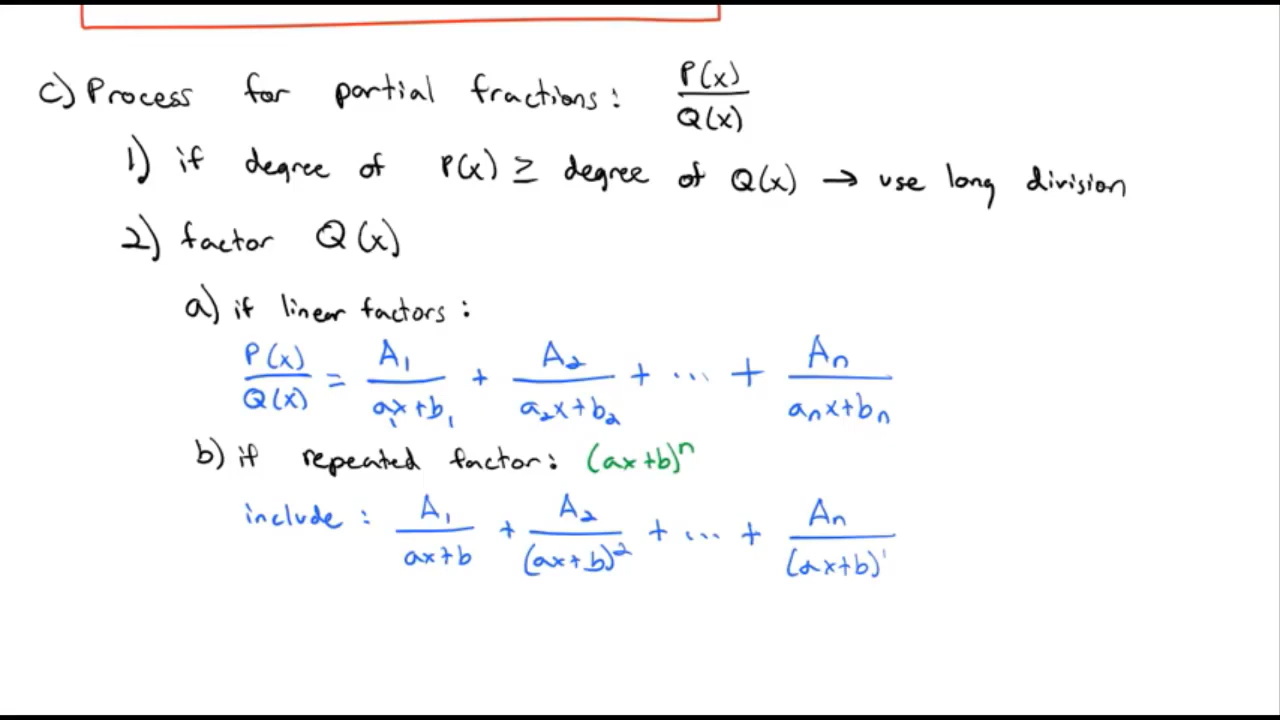 c) Process for partial fractions: P(x)/Q(x)
1) if degree of P(x) ≥ degree of Q(x) → use long division
2) factor Q(x)
a) if linear factors:
P(x)/Q(x) = A₁/(a₁x+b₁) + A₂/(a₂x+b₂) + ... + Aₙ/(aₙx+bₙ)
b) if repeated factor: (ax+b)ⁿ
include: A₁/(ax+b) + A₂/(ax+b)² + ... + Aₙ/(ax+b)'